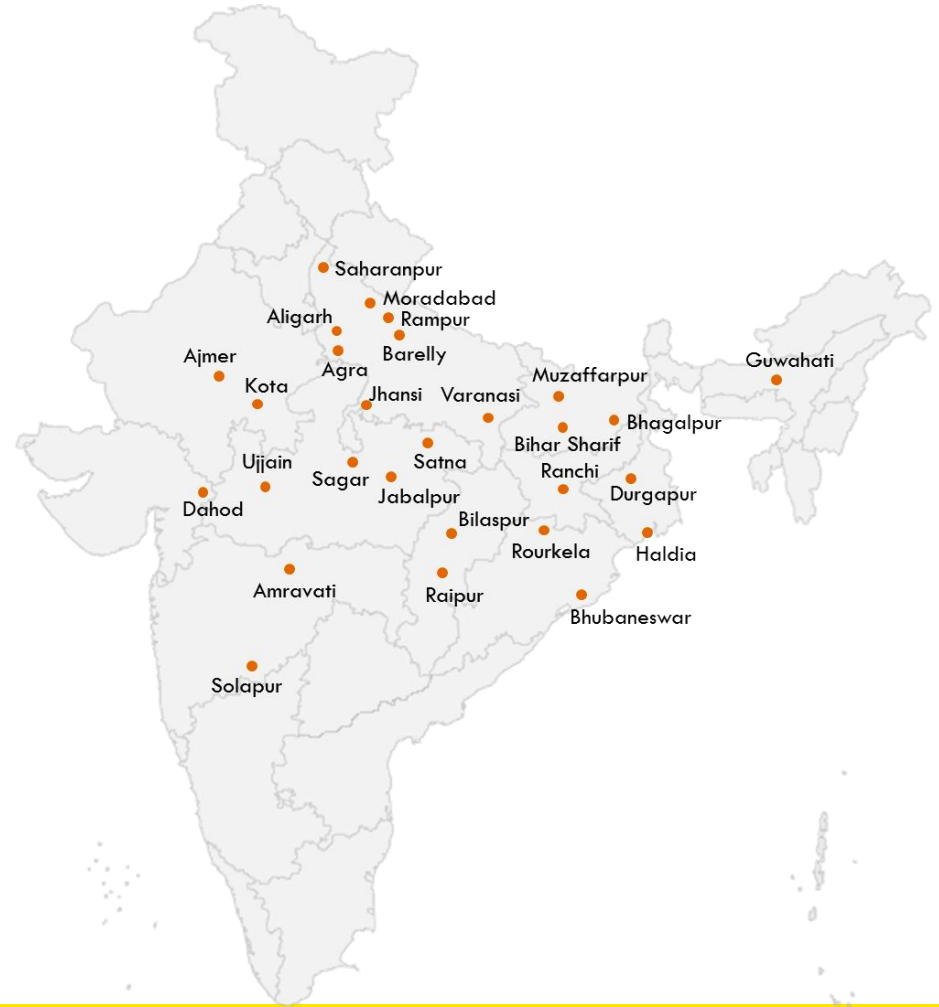 Saharanpur
Moradabad
Aligarh
Rampur
Barelly
Ajmer
Agra
Guwahati
Kota
Jhansi
Varanasi
Muzaffarpur
Bhagalpur
Bihar Sharif
Ujjain
Satna
Sagar
Ranchi
Jabalpur
Durgapur
Dahod
Bilaspur
Rourkela
Haldia
Amravati
Raipur
Bhubaneswar
Solapur